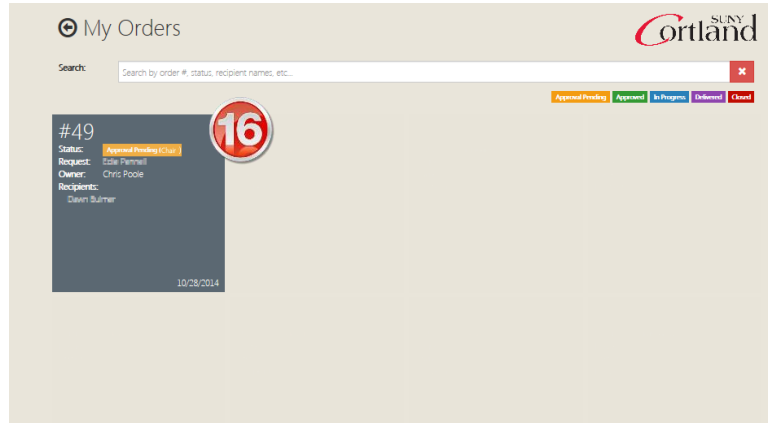 My Orders
SUNY
Cortland
Search:
Search by order #, status, recipient names, etc...
Approval Pending Approved In Progress Delivered Closed
#49
16
Status: Approval Pending (Chair
Request: Edie Pennell
Owner: Chris Poole
Recipients:
Dawn Bulmer
10/28/2014